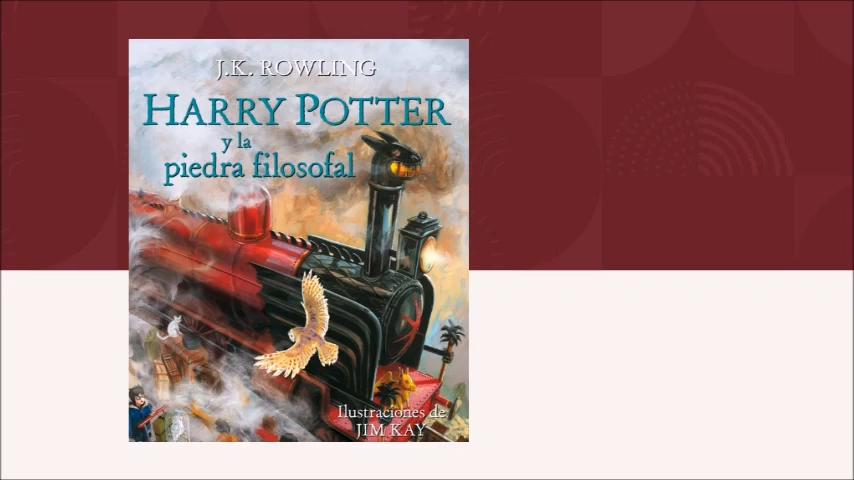 J.K. ROWLING
HARRY POTTER
y la
piedra filosofal
Ilustraciones de
JIM KAY